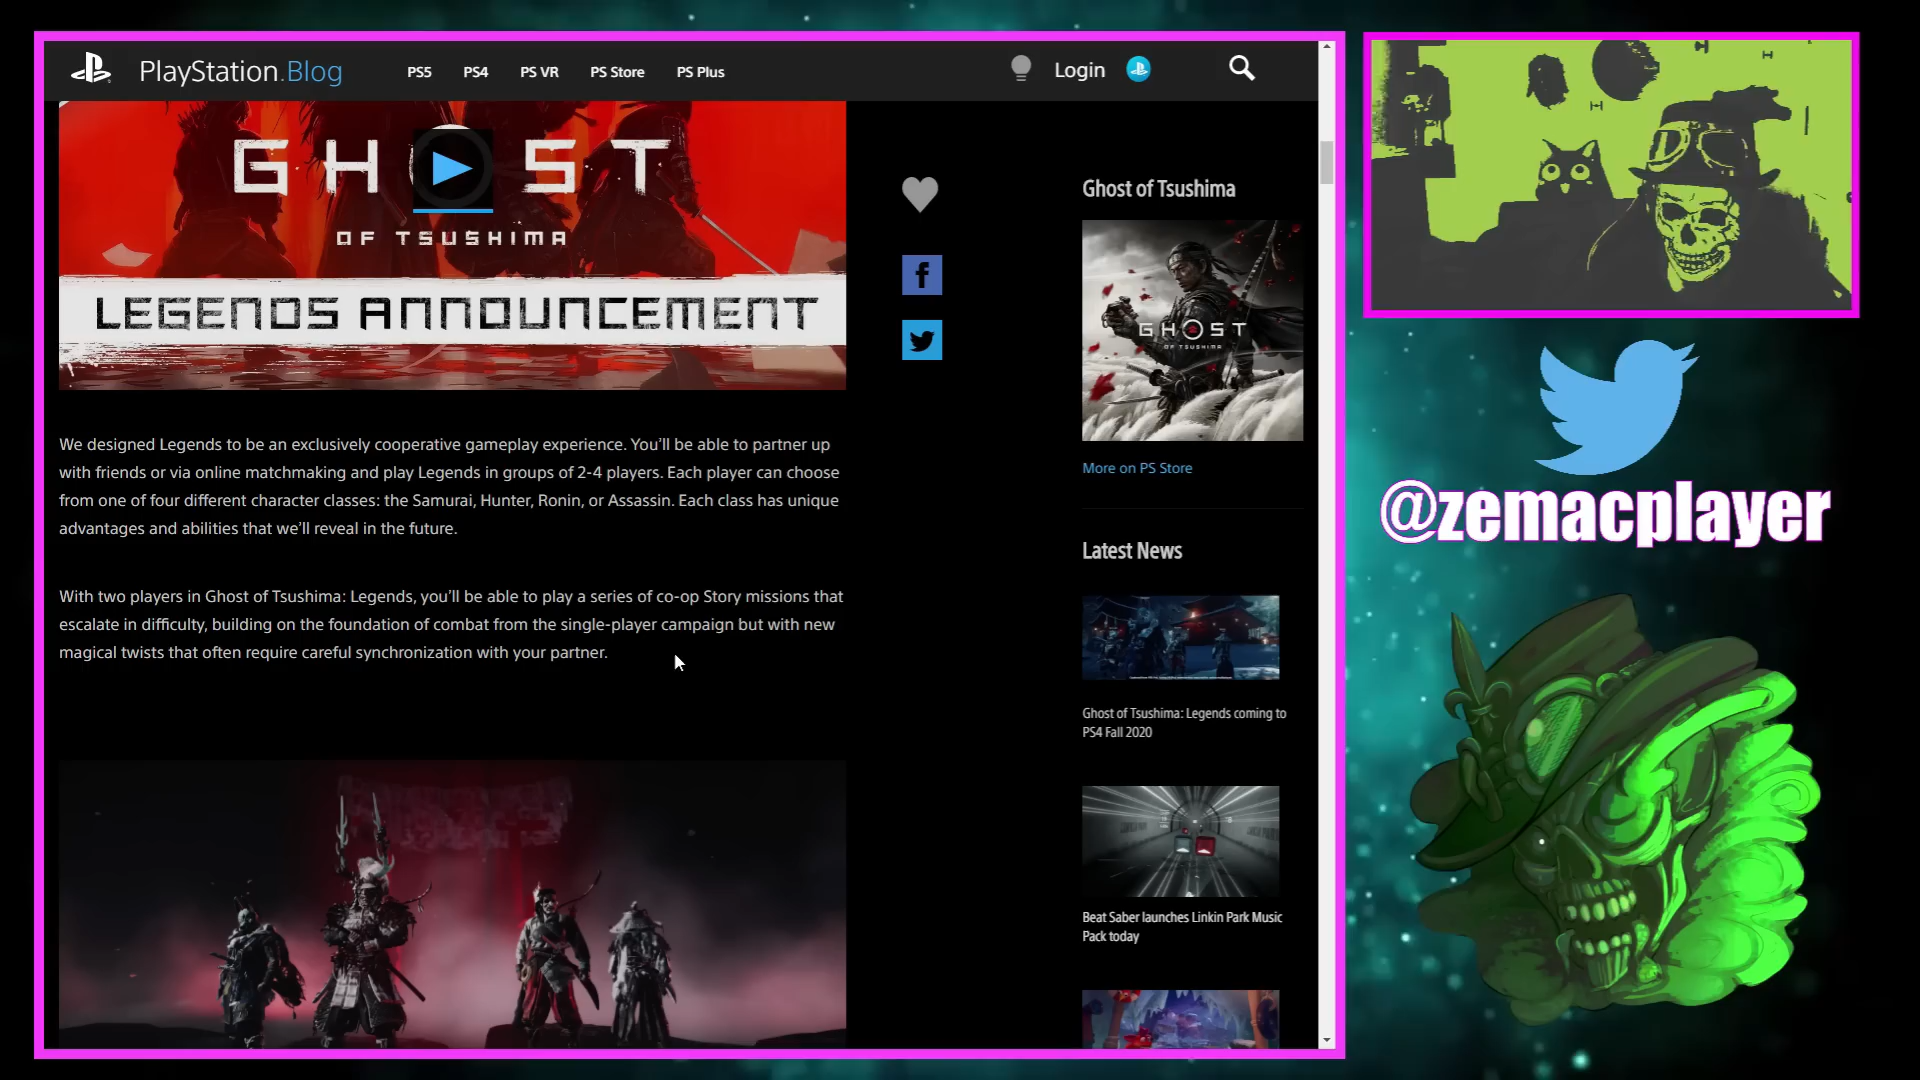 PlayStation.Blog
PS5 PS4 PS VR PS Store PS Plus
Login
GH ST
OF TSUSHIMA
LEGENDS ANNOUNCEMENT
We designed Legends to be an exclusively cooperative gameplay experience. You'll be able to partner up
with friends or via online matchmaking and play Legends in groups of 2-4 players. Each player can choose
from one of four different character classes: the Samurai, Hunter, Ronin, or Assassin. Each class has unique
advantages and abilities that we'll reveal in the future.
With two players in Ghost of Tsushima: Legends, you'll be able to play a series of co-op Story missions that
escalate in difficulty, building on the foundation of combat from the single-player campaign but with new
magical twists that often require careful synchronization with your partner.
Ghost of Tsushima
GHOST
OF TSUSHIMA
More on PS Store
Latest News
Ghost of Tsushima: Legends coming to
PS4 Fall 2020
Beat Saber launches Linkin Park Music
Pack today
@zemacplayer